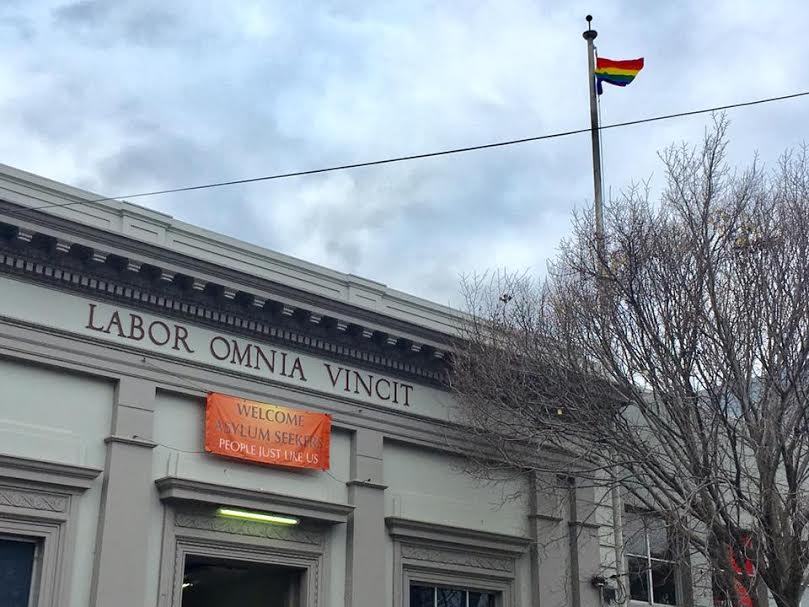 LABOR OMNIA VINCIT
WELCOME
ASYLUM SEEKERS
PEOPLE JUST LIKE US